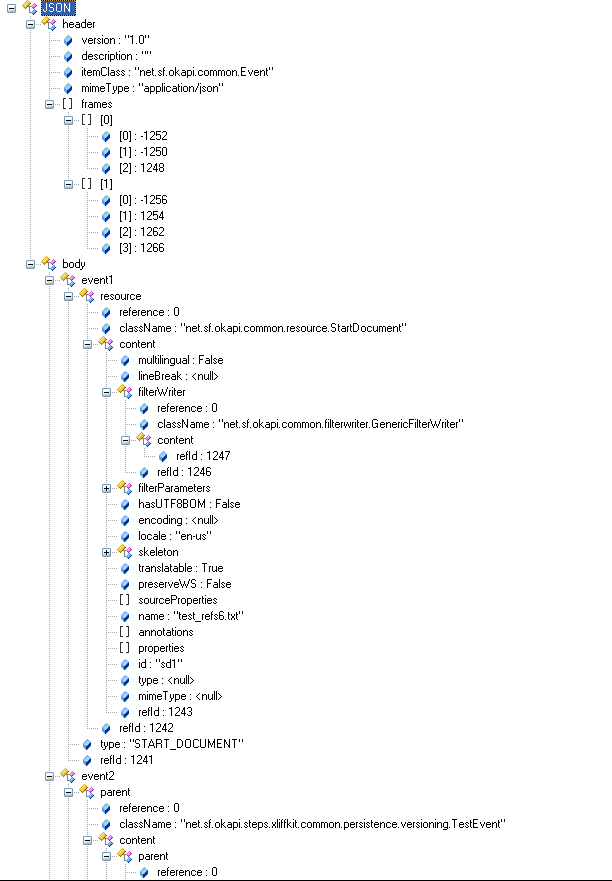 JSON
header
version : "1.0"
description : ""
itemClass : "net.sf.okapi.common.Event"
mimeType : "application/json"
[ ] frames
[ ] [0]
[0] : -1252
[1] : -1250
[2] : 1248
[ ] [1]
[0] : -1256
[1] : 1254
[2] : 1262
[3] : 1266
body
event1
resource
reference : 0
className : "net.sf.okapi.common.resource.StartDocument"
content
multilingual : False
lineBreak : <null>
filterWriter
reference : 0
className : "net.sf.okapi.common.filterwriter.GenericFilterWriter"
content
refId : 1247
refId : 1246
filterParameters
hasUTF8BOM : False
encoding : <null>
locale : "en-us"
skeleton
translatable : True
preserveWS : False
[ ] sourceProperties
name : "test_refs6.txt"
[ ] annotations
[ ] properties
id : "sd1"
type : <null>
mimeType : <null>
refId : 1243
refId : 1242
type : "START_DOCUMENT"
refId : 1241
event2
parent
reference : 0
className : "net.sf.okapi.steps.xliffkit.common.persistence.versioning.TestEvent"
content
parent
reference : 0